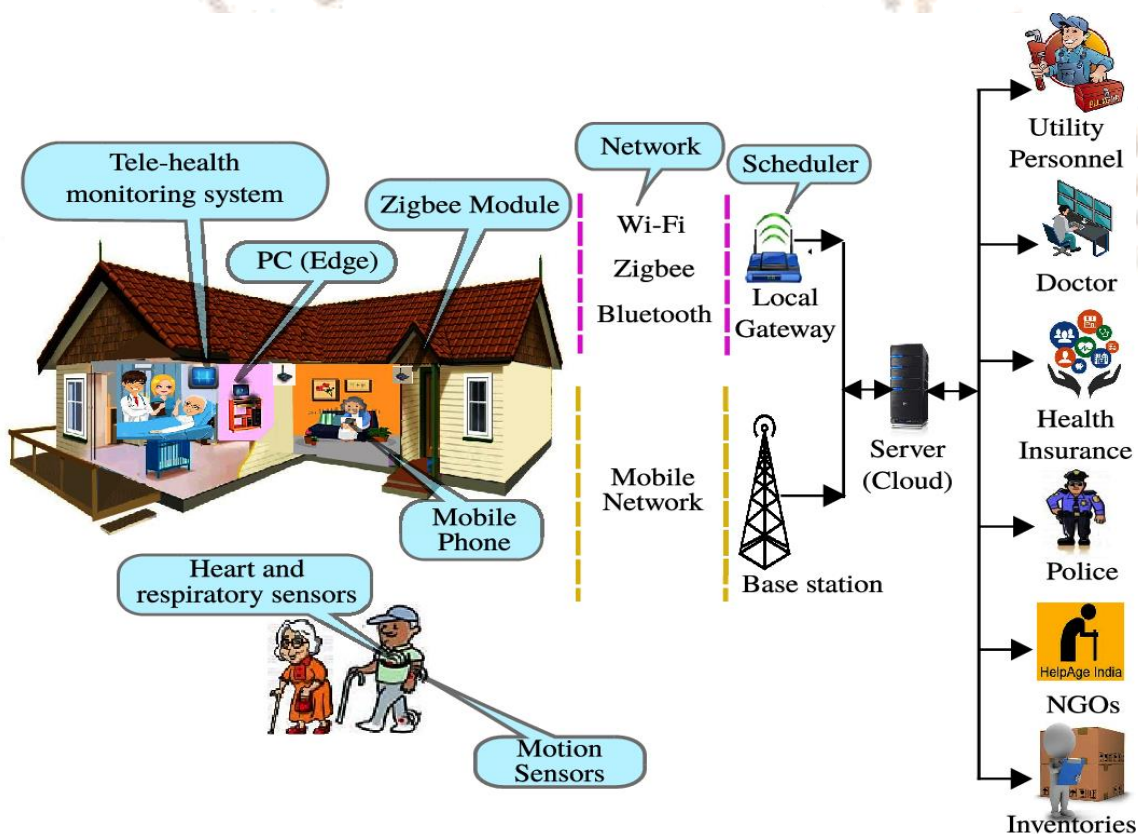 Tele-health
monitoring system
PC (Edge)
Zigbee Module
Network
Scheduler
Wi-Fi
Zigbee
Bluetooth
Local
Gateway
Mobile
Network
Base station
Server
(Cloud)
Mobile
Phone
Heart and
respiratory sensors
Motion
Sensors
Utility
Personnel
Doctor
Health
Insurance
Police
HelpAge India
NGOs
Inventories